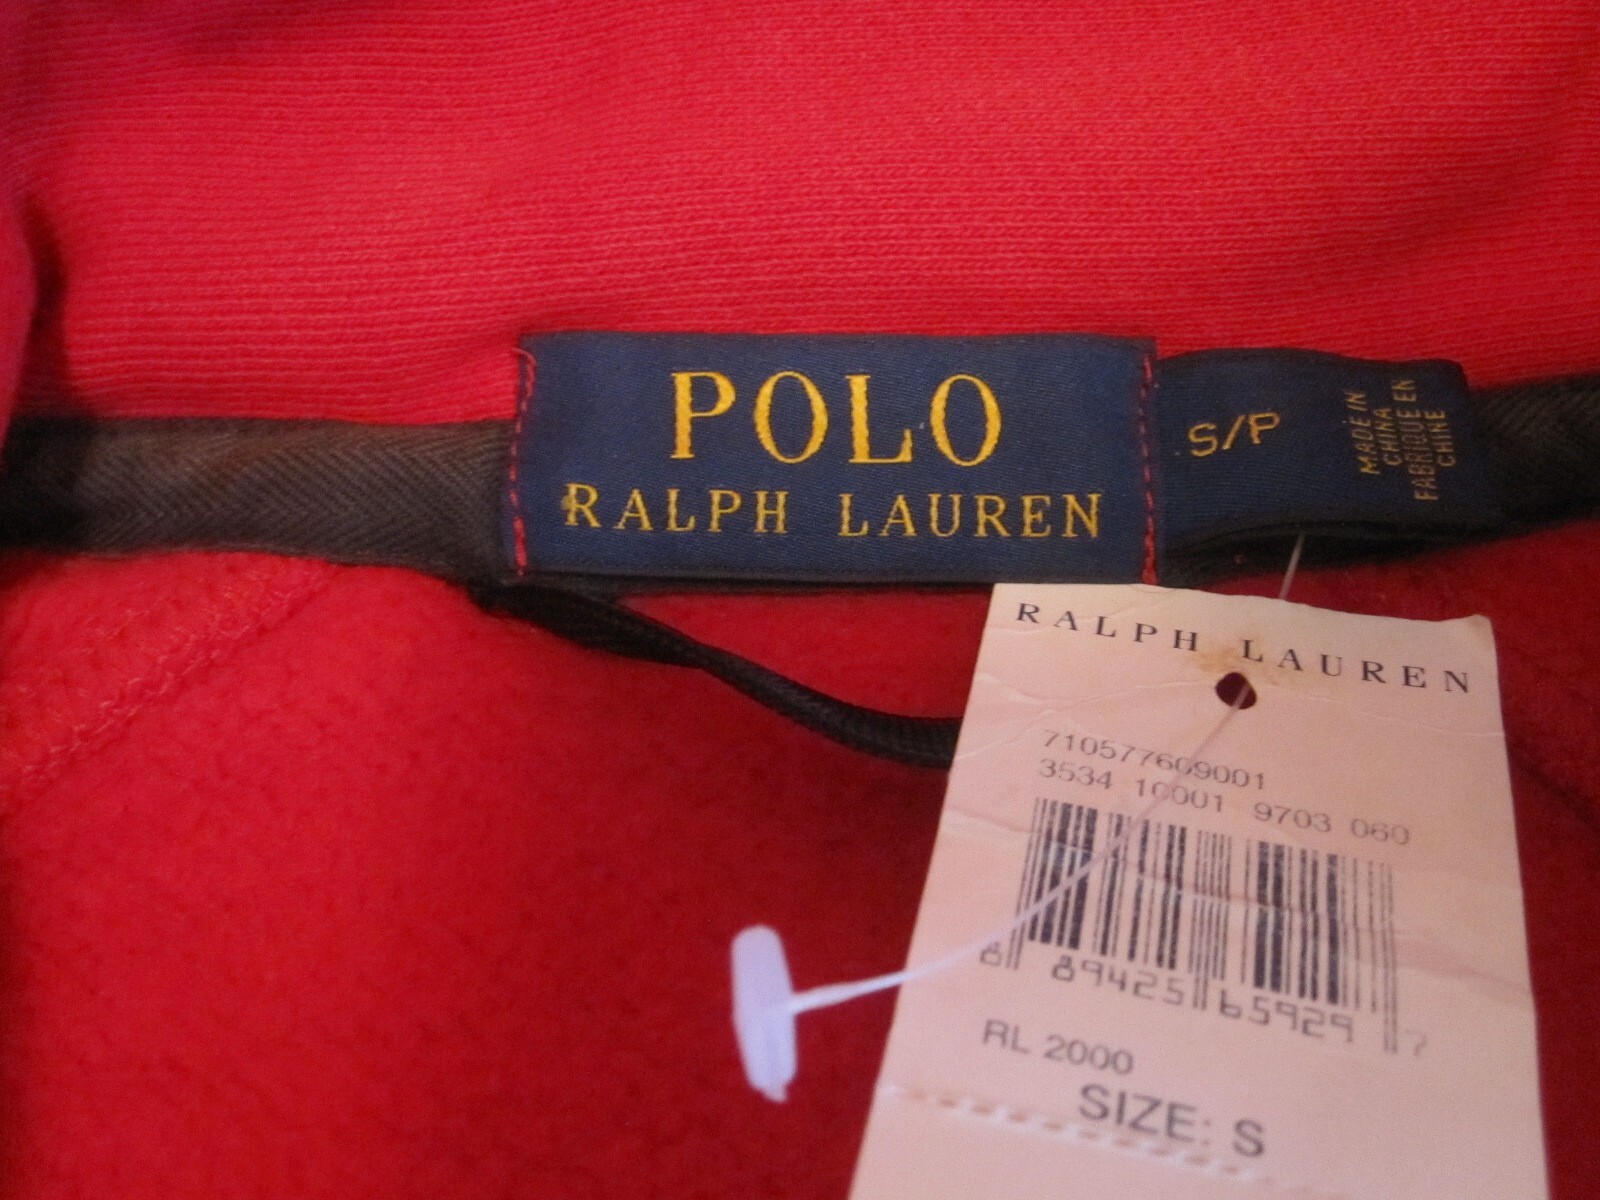 POLO
RALPH LAUREN
S/P
MADE IN
CHINA
FABRIQUE EN
CHINE
RALPH LAUREN
710577609001
3534 10001 9703 060
8 89425 65929 7
RL 2000
SIZE: S